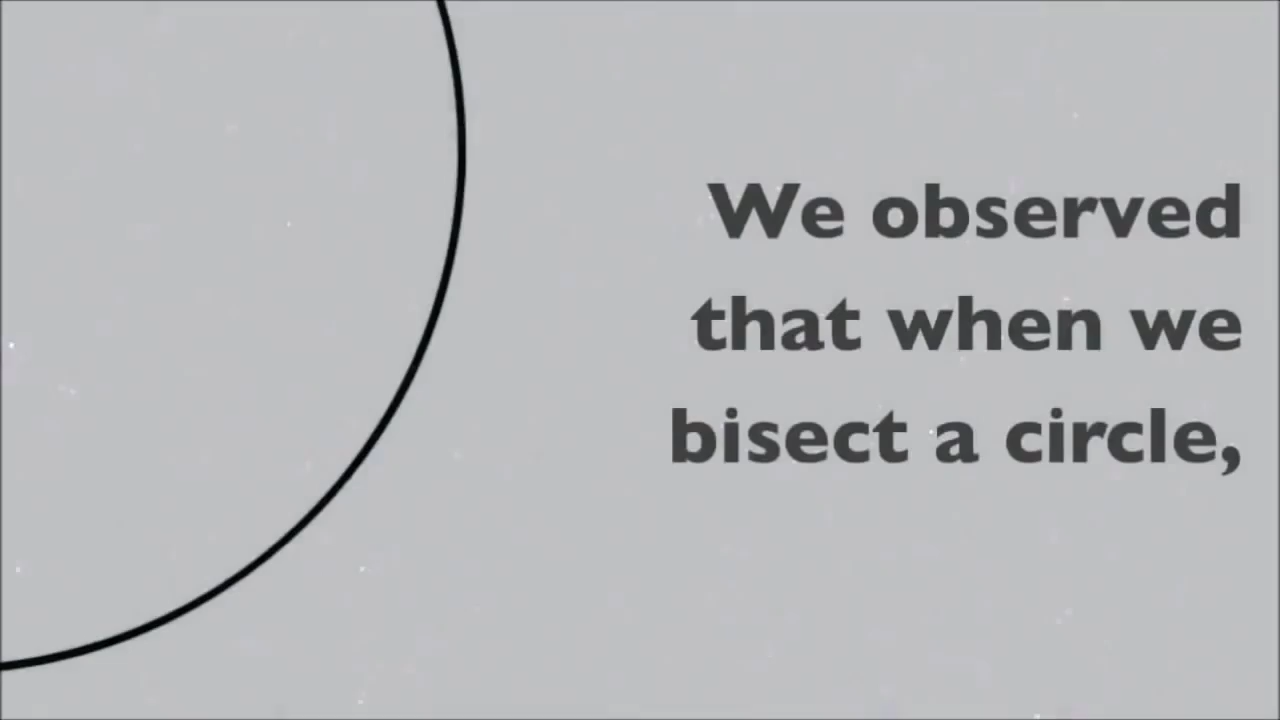 We observed
that when we
bisect a circle,